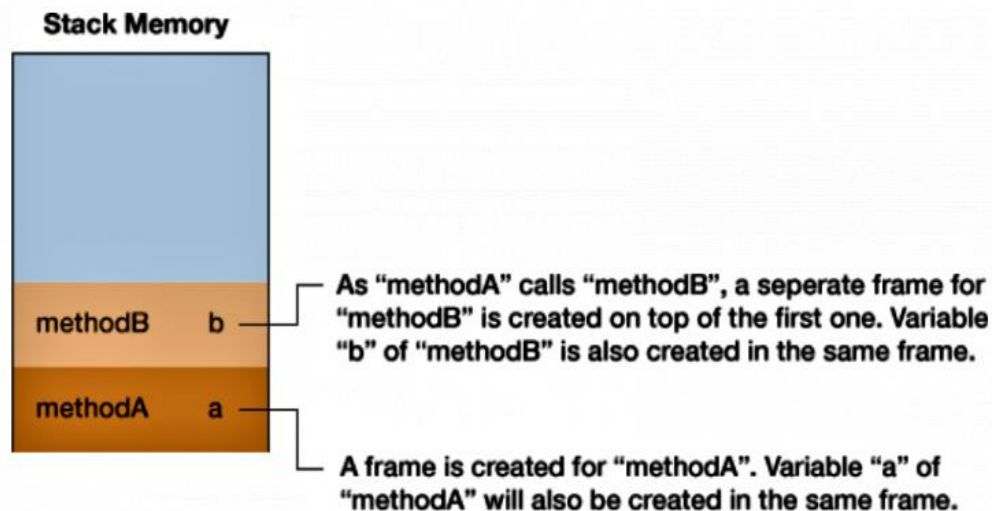 Stack Memory
methodB b
As “methodA” calls “methodB”, a seperate frame for
“methodB” is created on top of the first one. Variable
“b” of “methodB” is also created in the same frame.
methodA a
A frame is created for “methodA”. Variable “a” of
“methodA” will also be created in the same frame.